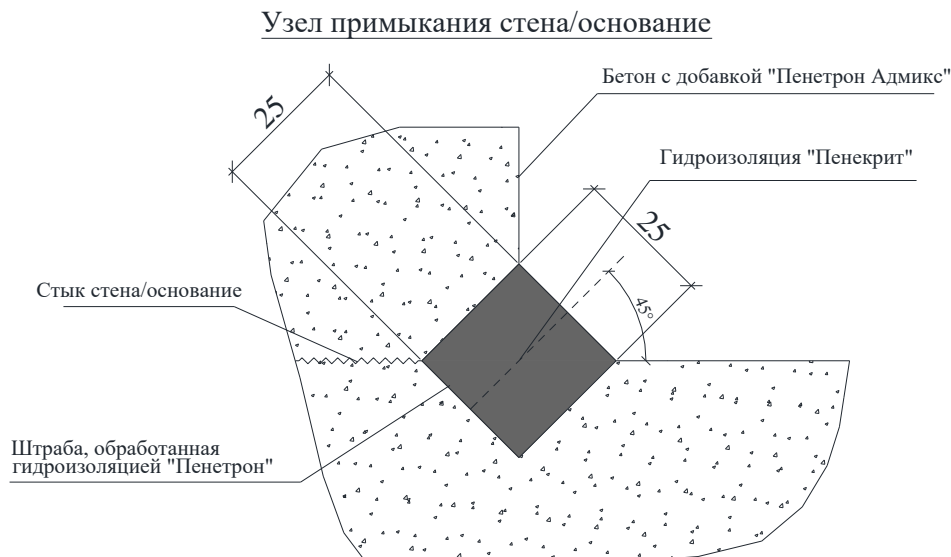 Узел примыкания стена/основание
Бетон с добавкой "Пенетрон Адмикс"
25
Гидроизоляция "Пенекрит"
25
Стык стена/основание
45°
Штраба, обработанная
гидроизоляцией "Пенетрон"